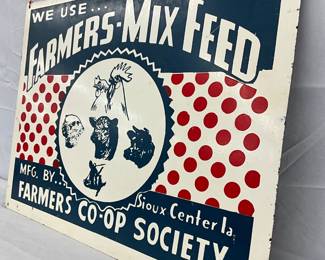 WE USE...
FARMERS-MIX FEED
MFG. BY...
Sioux Center Ia.
FARMERS CO-OP SOCIETY